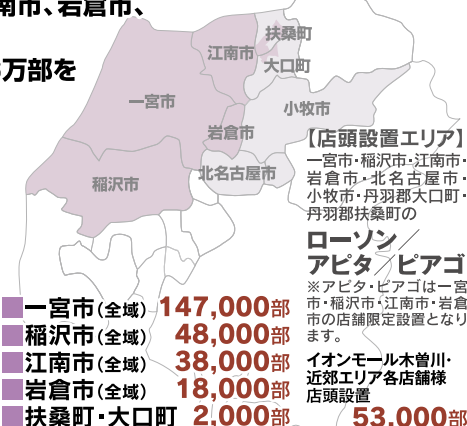 南市、岩倉市、
万部を
扶桑町
江南市
大口町
一宮市
小牧市
岩倉市
北名古屋市
稲沢市
【店頭設置エリア】
一宮市・稲沢市・江南市・
岩倉市・北名古屋市・
小牧市・丹羽郡大口町・
丹羽郡扶桑町の
ローソン／
アピタ／ピアゴ
※アピタ・ピアゴは一宮
市・稲沢市・江南市・岩倉
市の店舗限定設置となり
ます。
イオンモール木曽川・
近郊エリア各店舗様
店頭設置
53,000部
一宮市(全域) 147,000部
稲沢市(全域) 48,000部
江南市(全域) 38,000部
岩倉市(全域) 18,000部
扶桑町・大口町 2,000部